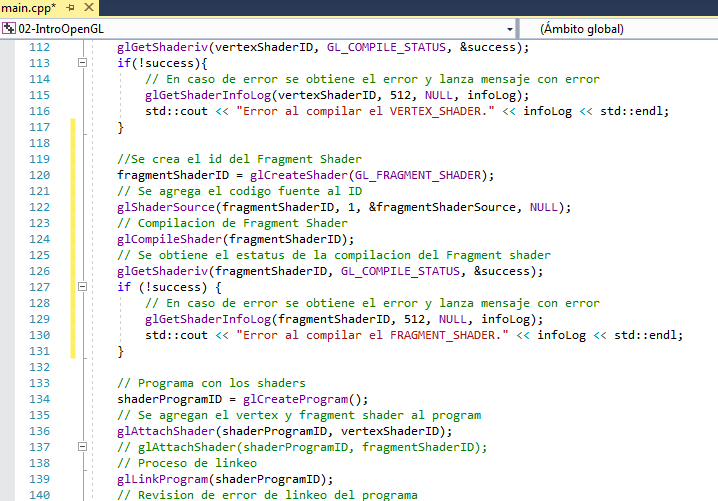 main.cpp*
02-IntroOpenGL
(Ámbito global)
112 glGetShaderiv(vertexShaderID, GL_COMPILE_STATUS, &success);
113 if(!success){
114 // En caso de error se obtiene el error y lanza mensaje con error
115 glGetShaderInfoLog(vertexShaderID, 512, NULL, infoLog);
116 std::cout << "Error al compilar el VERTEX_SHADER." << infoLog << std::endl;
117 }
118
119 //Se crea el id del Fragment Shader
120 fragmentShaderID = glCreateShader(GL_FRAGMENT_SHADER);
121 // Se agrega el codigo fuente al ID
122 glShaderSource(fragmentShaderID, 1, &fragmentShaderSource, NULL);
123 // Compilacion de Fragment Shader
124 glCompileShader(fragmentShaderID);
125 // Se obtiene el estatus de la compilacion del Fragment shader
126 glGetShaderiv(fragmentShaderID, GL_COMPILE_STATUS, &success);
127 if (!success) {
128 // En caso de error se obtiene el error y lanza mensaje con error
129 glGetShaderInfoLog(fragmentShaderID, 512, NULL, infoLog);
130 std::cout << "Error al compilar el FRAGMENT_SHADER." << infoLog << std::endl;
131 }
132
133 // Programa con los shaders
134 shaderProgramID = glCreateProgram();
135 // Se agregan el vertex y fragment shader al program
136 glAttachShader(shaderProgramID, vertexShaderID);
137 // glAttachShader(shaderProgramID, fragmentShaderID);
138 // Proceso de linkeo
139 glLinkProgram(shaderProgramID);
140 // Revision de error de linkeo del programa